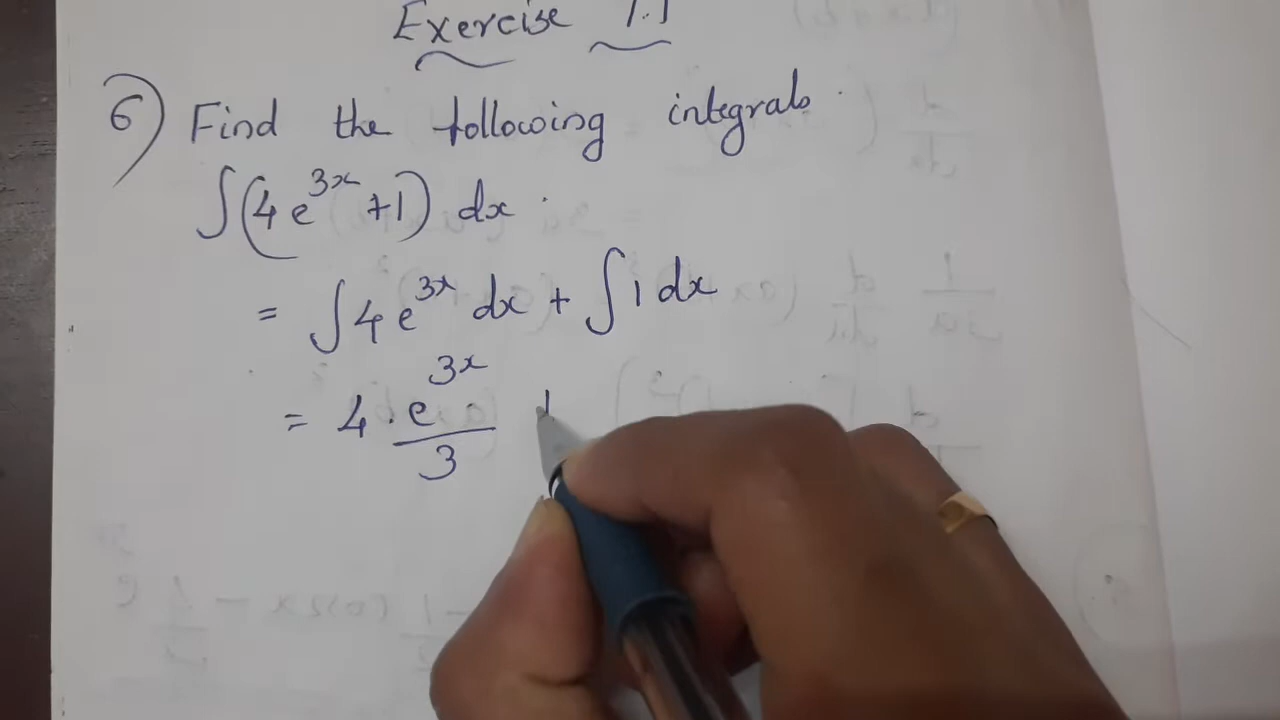 Exercise 7.1
6) Find the following integrals.
∫(4e^{3x}+1) dx.
= ∫4e^{3x} dx + ∫1 dx
= 4 · e^{3x}/3